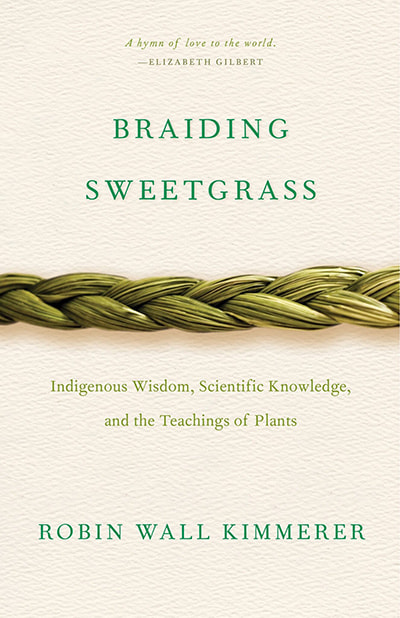 A hymn of love to the world.
—ELIZABETH GILBERT
BRAIDING
SWEETGRASS
Indigenous Wisdom, Scientific Knowledge,
and the Teachings of Plants
ROBIN WALL KIMMERER